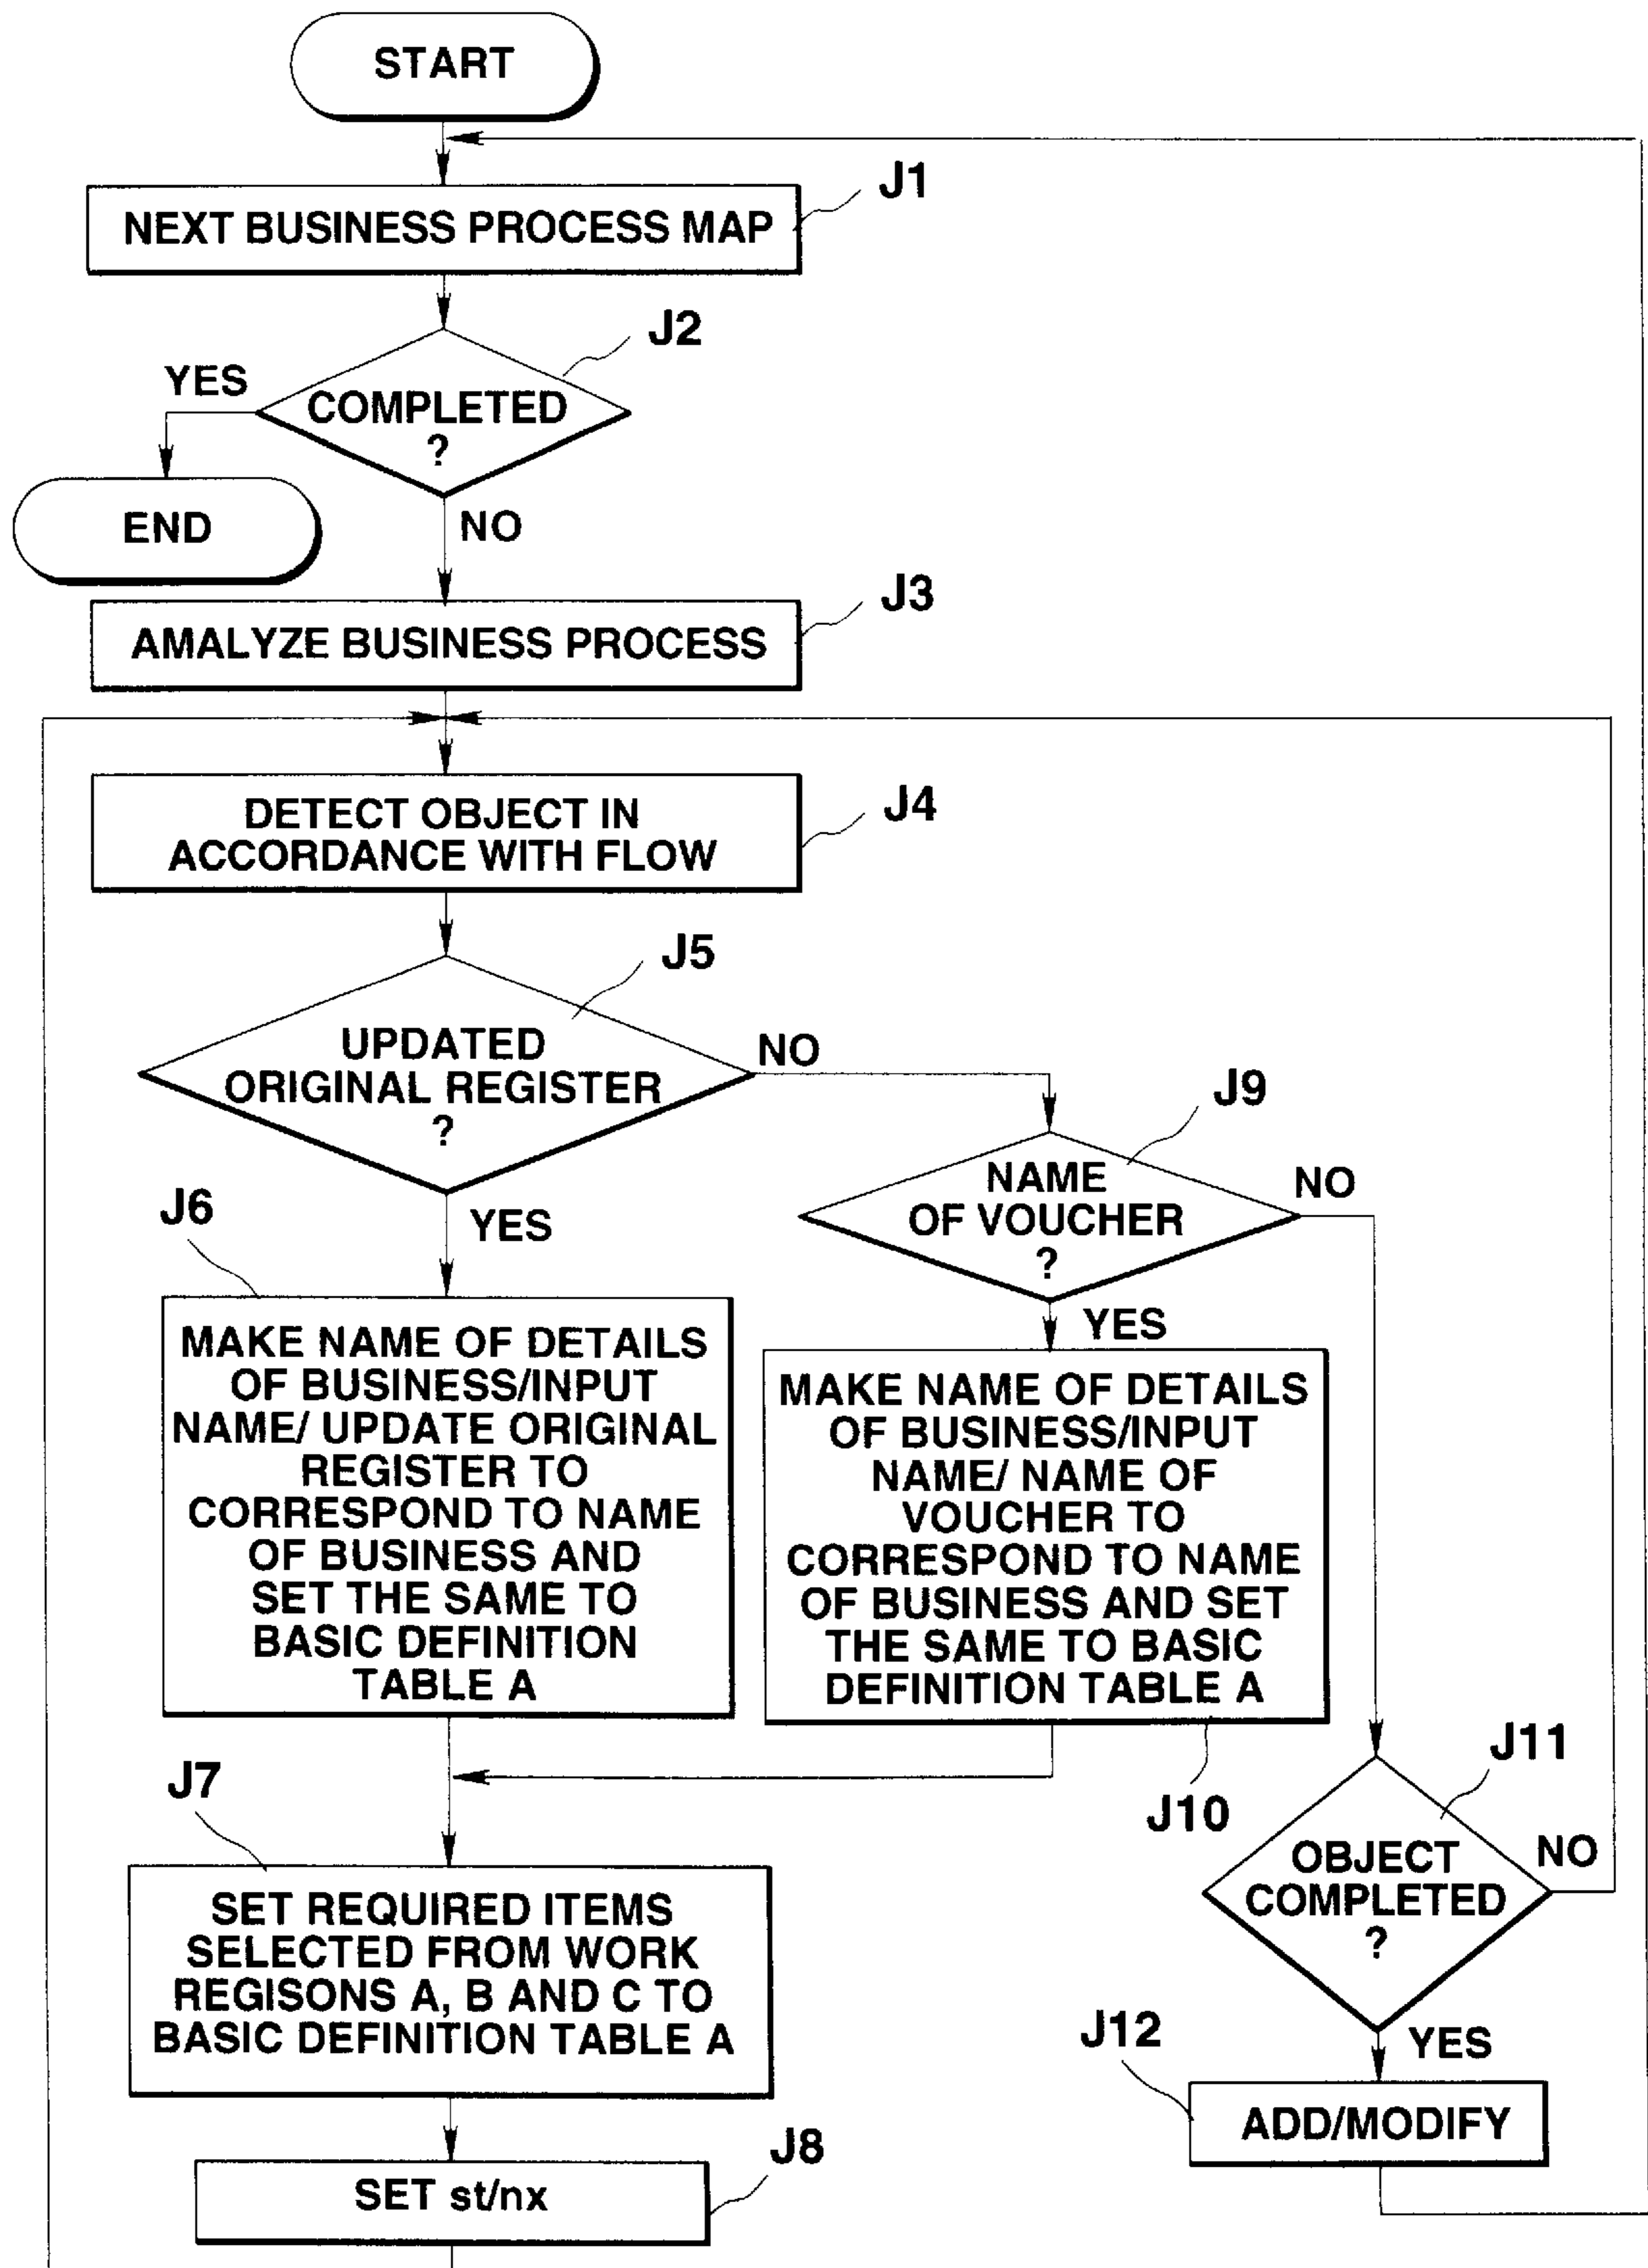 START
J1
NEXT BUSINESS PROCESS MAP
J2
YES
COMPLETED
?
END
NO
J3
AMALYZE BUSINESS PROCESS
J4
DETECT OBJECT IN
ACCORDANCE WITH FLOW
J5
UPDATED
ORIGINAL REGISTER
?
NO
J9
NAME
OF VOUCHER
?
NO
J6
YES
YES
MAKE NAME OF DETAILS
OF BUSINESS/INPUT
NAME/ UPDATE ORIGINAL
REGISTER TO
CORRESPOND TO NAME
OF BUSINESS AND
SET THE SAME TO
BASIC DEFINITION
TABLE A
MAKE NAME OF DETAILS
OF BUSINESS/INPUT
NAME/ NAME OF
VOUCHER TO
CORRESPOND TO NAME
OF BUSINESS AND SET
THE SAME TO BASIC
DEFINITION TABLE A
J10
J11
OBJECT
COMPLETED
?
NO
J7
SET REQUIRED ITEMS
SELECTED FROM WORK
REGISONS A, B AND C TO
BASIC DEFINITION TABLE A
J12
YES
ADD/MODIFY
J8
SET st/nx